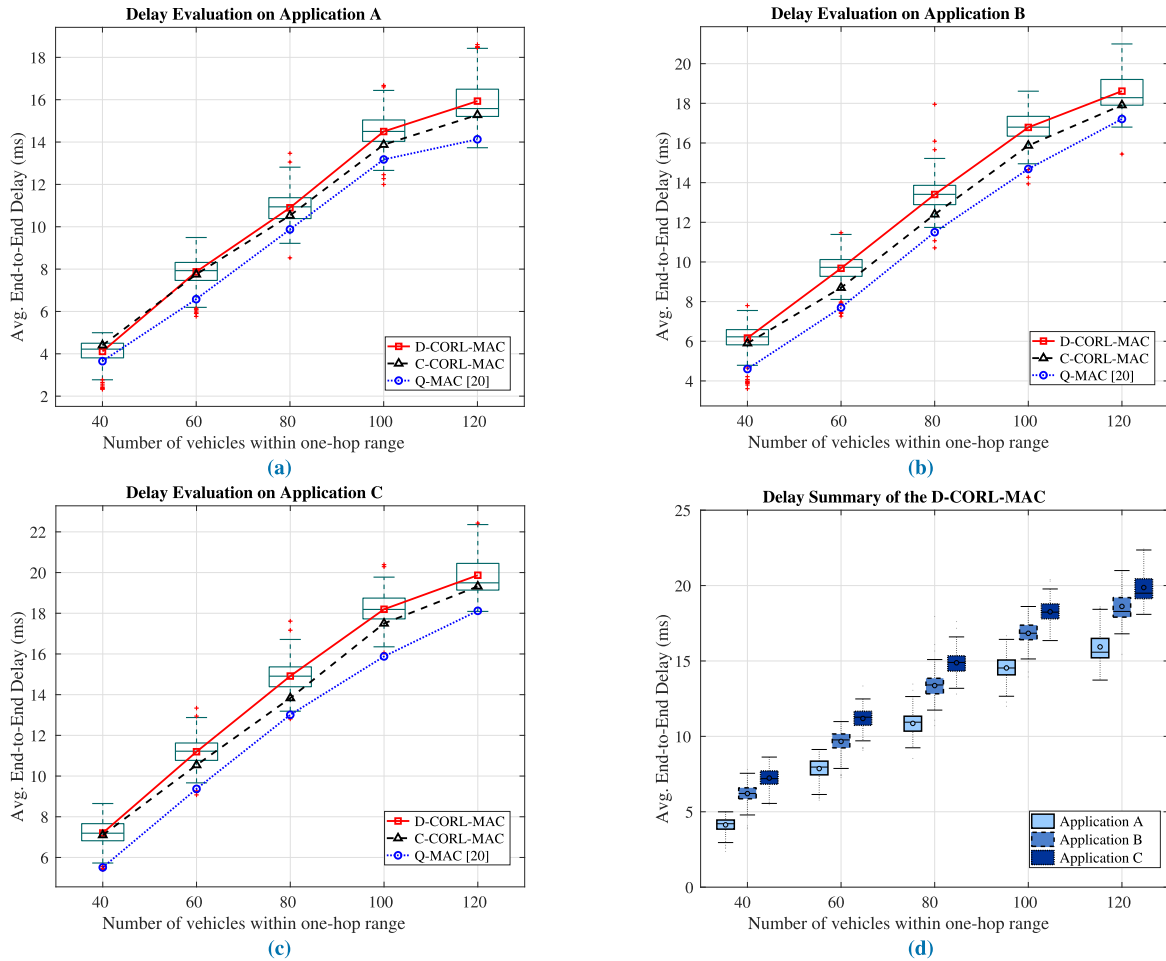 Delay Evaluation on Application A
18
16
14
12
10
8
6
4
2
Avg. End-to-End Delay (ms)
D-CORL-MAC
C-CORL-MAC
Q-MAC [20]
40 60 80 100 120
Number of vehicles within one-hop range
(a)
Delay Evaluation on Application B
20
18
16
14
12
10
8
6
4
Avg. End-to-End Delay (ms)
D-CORL-MAC
C-CORL-MAC
Q-MAC [20]
40 60 80 100 120
Number of vehicles within one-hop range
(b)
Delay Evaluation on Application C
22
20
18
16
14
12
10
8
6
Avg. End-to-End Delay (ms)
D-CORL-MAC
C-CORL-MAC
Q-MAC [20]
40 60 80 100 120
Number of vehicles within one-hop range
(c)
Delay Summary of the D-CORL-MAC
25
20
15
10
5
0
Avg. End-to-End Delay (ms)
Application A
Application B
Application C
40 60 80 100 120
Number of vehicles within one-hop range
(d)